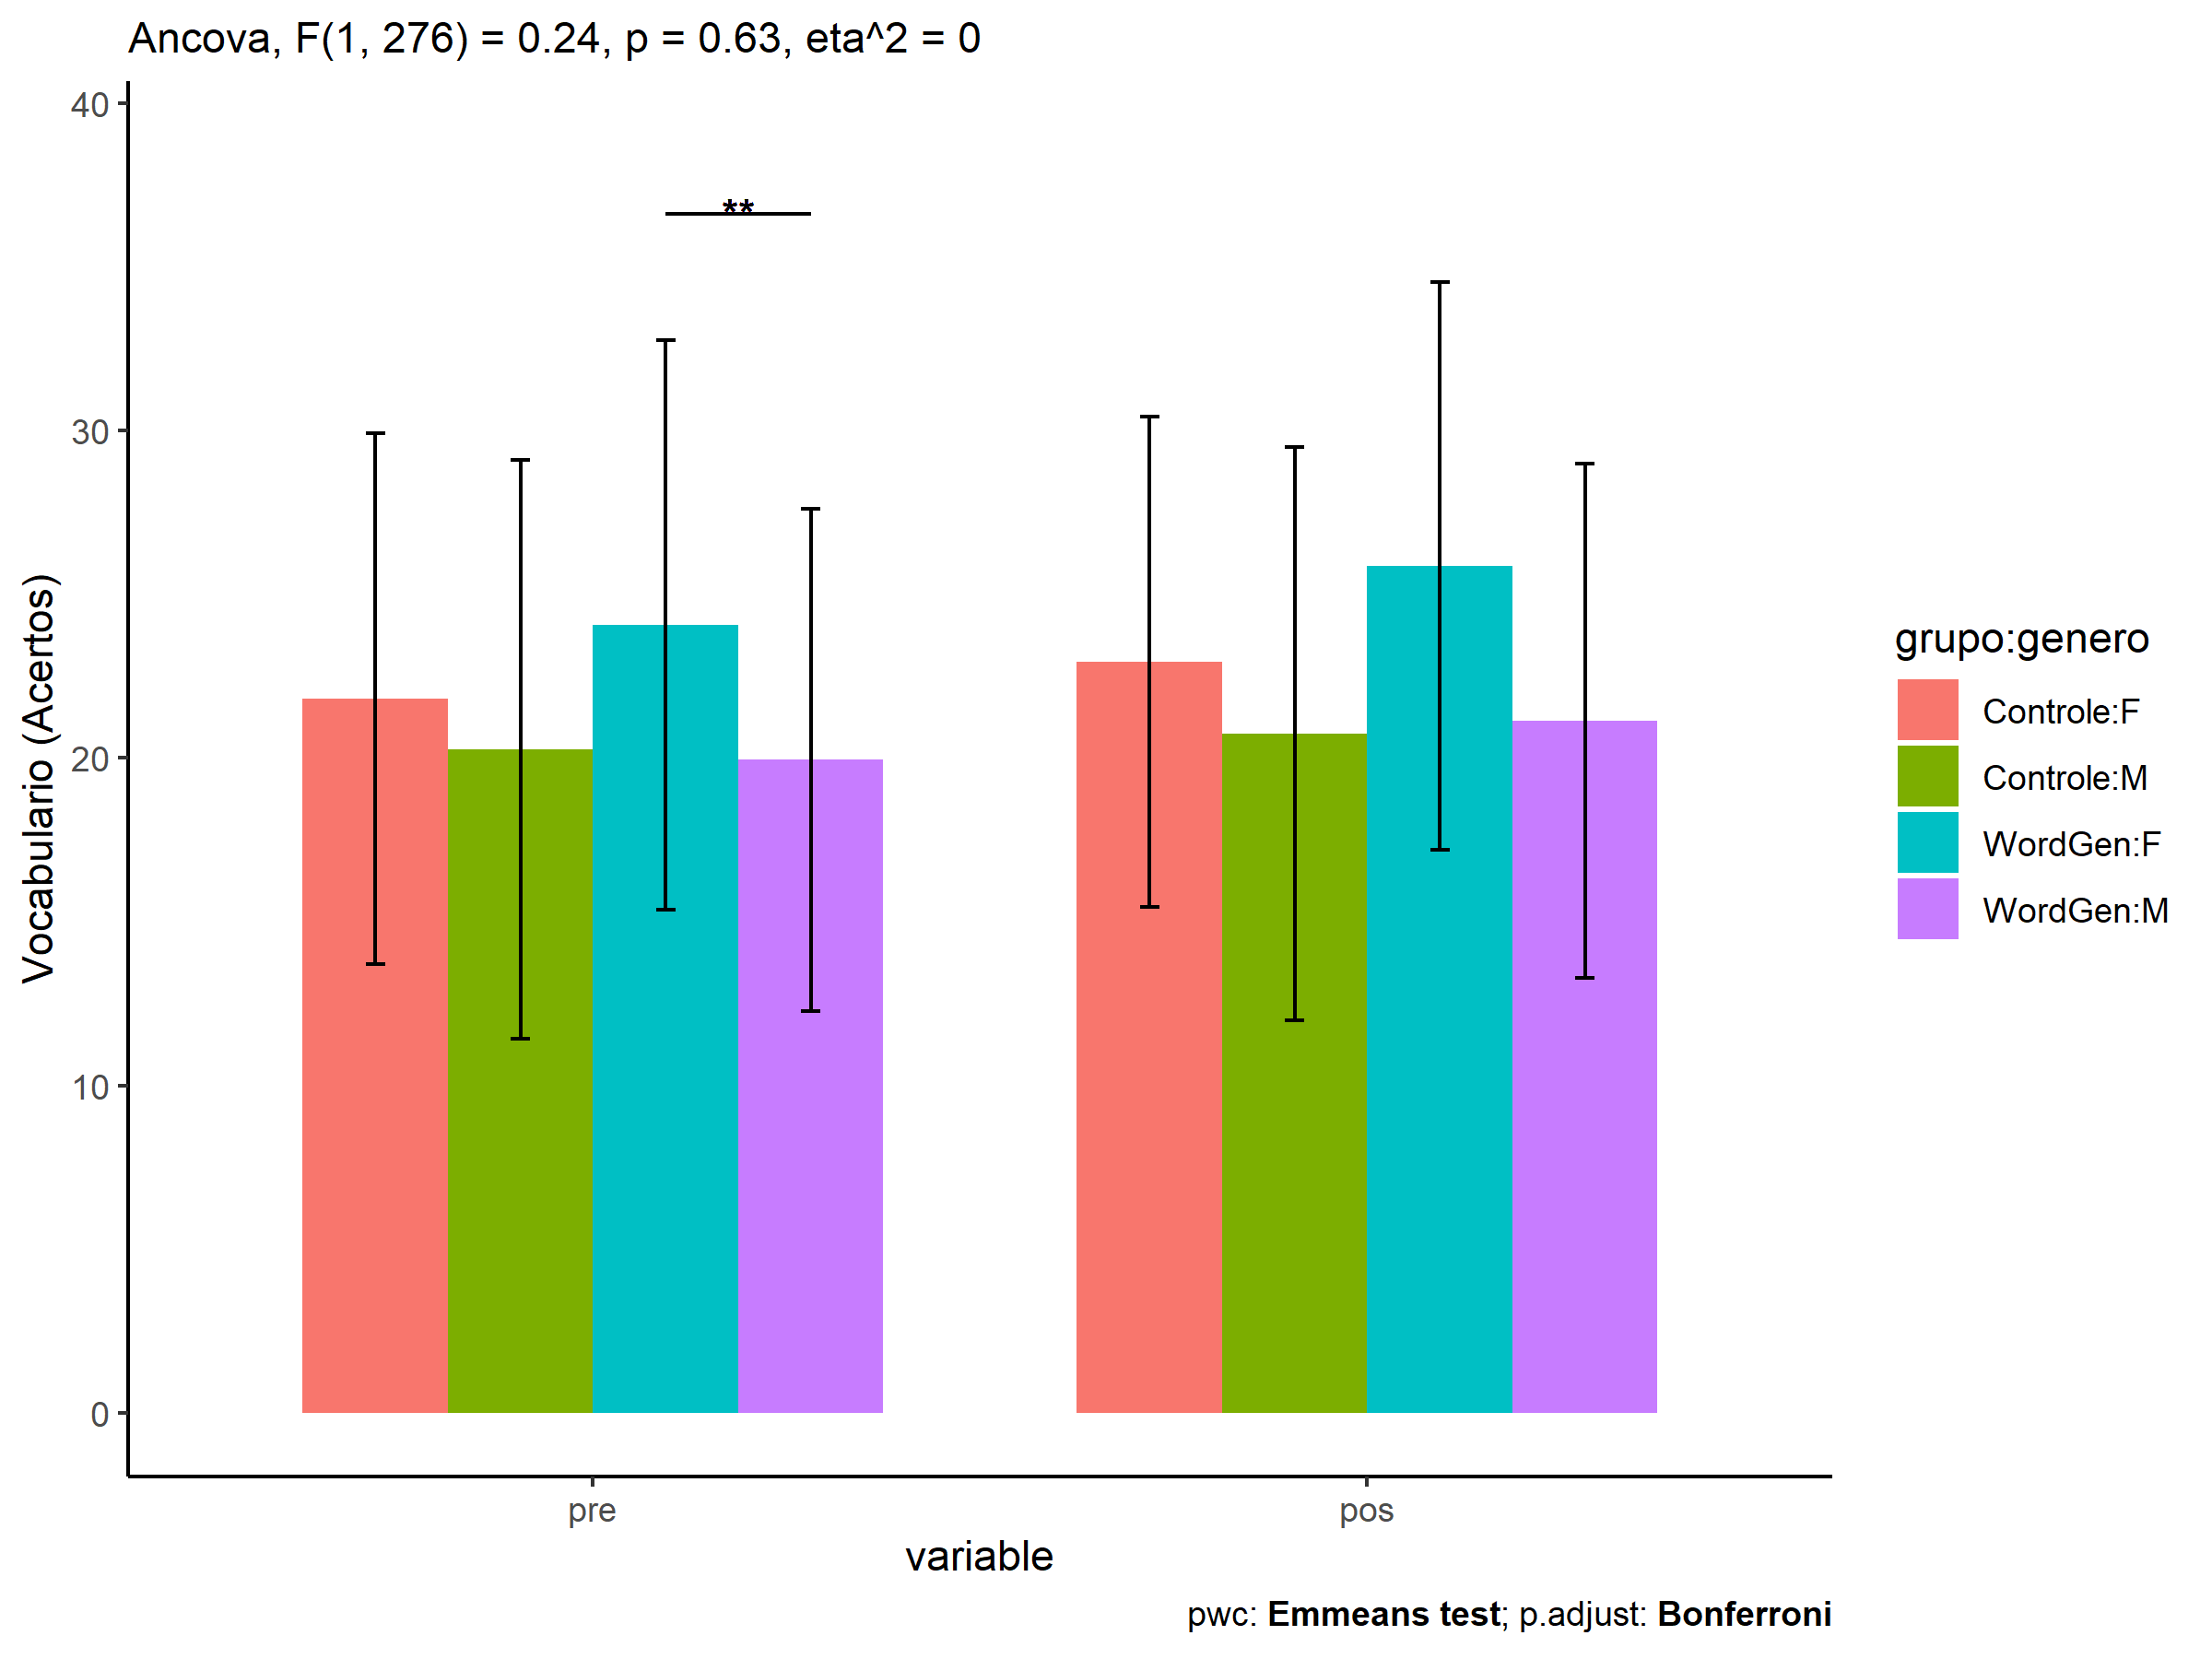 Ancova, F(1, 276) = 0.24, p = 0.63, eta^2 = 0
40
30
20
10
0
Vocabulario (Acertos)
**
pre
pos
variable
grupo:genero
Controle:F
Controle:M
WordGen:F
WordGen:M
pwc: Emmeans test; p.adjust: Bonferroni